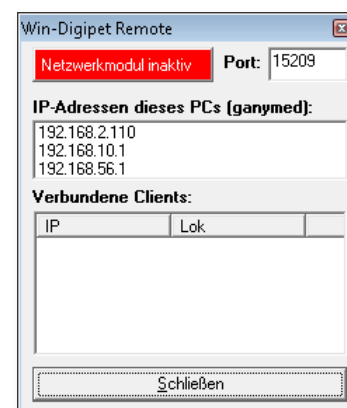 Win-Digipet Remote
Netzwerkmodul inaktiv Port: 15209
IP-Adressen dieses PCs (ganymed):
192.168.2.110
192.168.10.1
192.168.56.1
Verbundene Clients:
IP Lok
Schließen